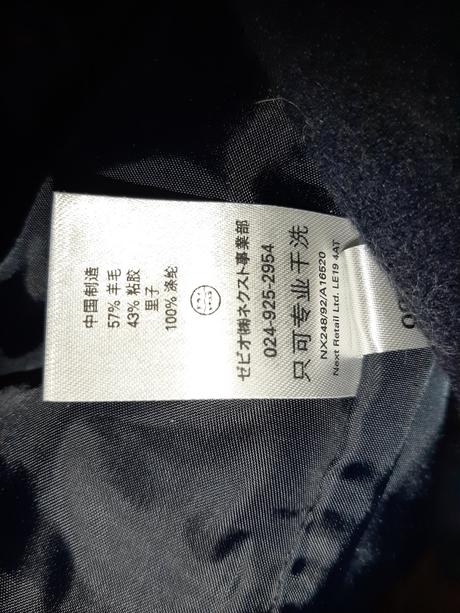 中国制造
57% 羊毛
43% 粘胶
里子
100% 涤纶
ゼビオ㈱ネクスト事業部
024-925-2954
只可专业干洗
NX248/92/A16520
Next Retail Ltd. LE19 4AT